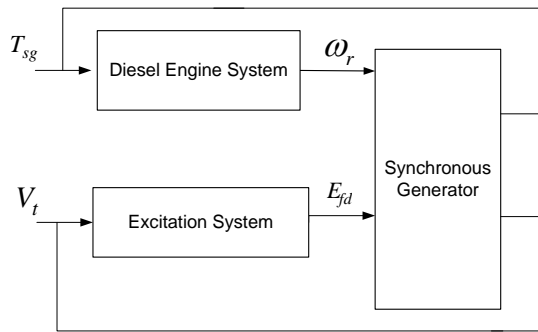 T_sg
Diesel Engine System
ω_r
Synchronous
Generator
V_t
Excitation System
E_fd